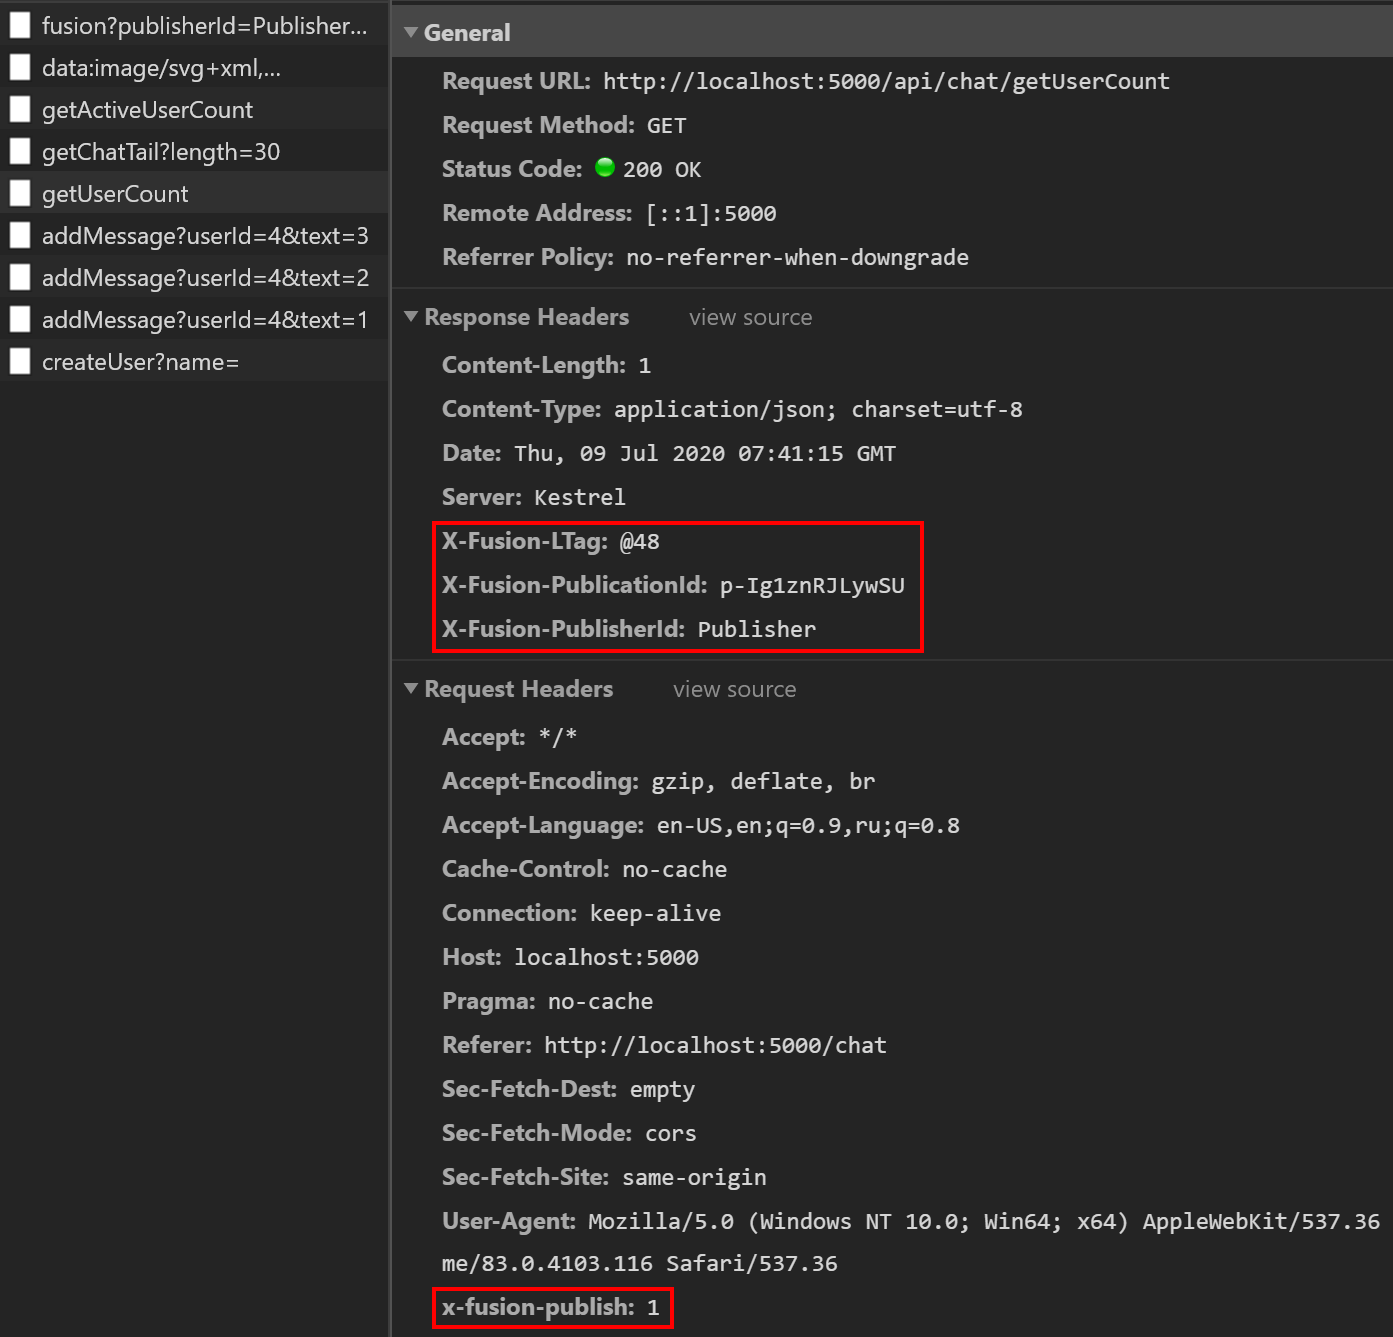 fusion?publisherId=Publisher...
data:image/svg+xml,...
getActiveUserCount
getChatTail?length=30
getUserCount
addMessage?userId=4&text=3
addMessage?userId=4&text=2
addMessage?userId=4&text=1
createUser?name=
General
Request URL: http://localhost:5000/api/chat/getUserCount
Request Method: GET
Status Code: 200 OK
Remote Address: [::1]:5000
Referrer Policy: no-referrer-when-downgrade
Response Headers view source
Content-Length: 1
Content-Type: application/json; charset=utf-8
Date: Thu, 09 Jul 2020 07:41:15 GMT
Server: Kestrel
X-Fusion-LTag: @48
X-Fusion-PublicationId: p-Ig1znRJLywSU
X-Fusion-PublisherId: Publisher
Request Headers view source
Accept: */*
Accept-Encoding: gzip, deflate, br
Accept-Language: en-US,en;q=0.9,ru;q=0.8
Cache-Control: no-cache
Connection: keep-alive
Host: localhost:5000
Pragma: no-cache
Referer: http://localhost:5000/chat
Sec-Fetch-Dest: empty
Sec-Fetch-Mode: cors
Sec-Fetch-Site: same-origin
User-Agent: Mozilla/5.0 (Windows NT 10.0; Win64; x64) AppleWebKit/537.36
me/83.0.4103.116 Safari/537.36
x-fusion-publish: 1